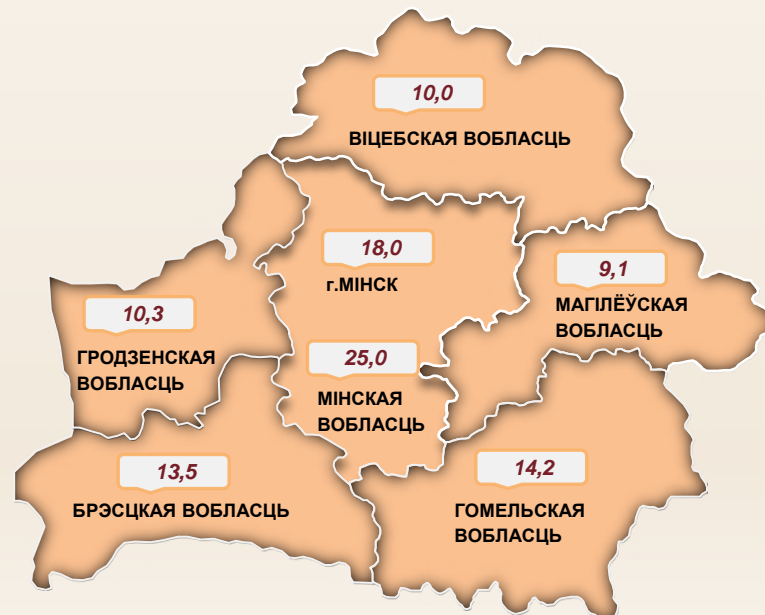 10,0
ВІЦЕБСКАЯ ВОБЛАСЦЬ
18,0
г.МІНСК
9,1
МАГІЛЁЎСКАЯ
ВОБЛАСЦЬ
10,3
ГРОДЗЕНСКАЯ
ВОБЛАСЦЬ
25,0
МІНСКАЯ
ВОБЛАСЦЬ
13,5
БРЭСЦКАЯ ВОБЛАСЦЬ
14,2
ГОМЕЛЬСКАЯ
ВОБЛАСЦЬ